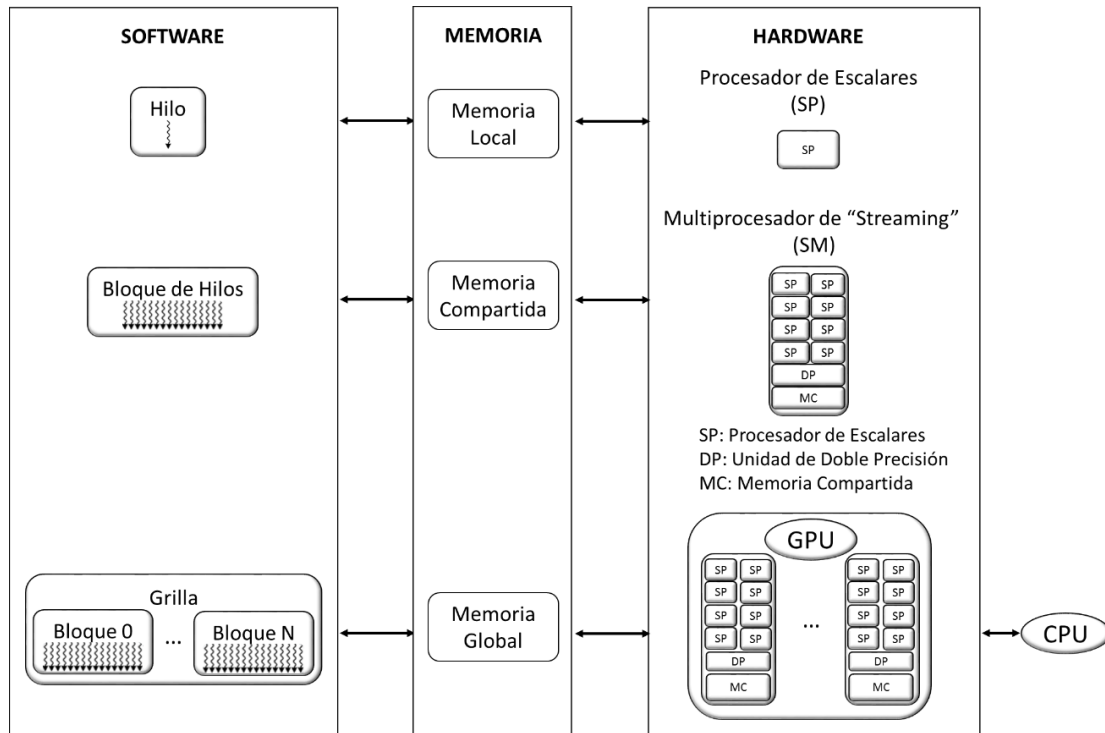 SOFTWARE
Hilo
Bloque de Hilos
Grilla
Bloque 0
...
Bloque N
MEMORIA
Memoria
Local
Memoria
Compartida
Memoria
Global
HARDWARE
Procesador de Escalares
(SP)
SP
Multiprocesador de “Streaming”
(SM)
SP SP
SP SP
SP SP
SP SP
DP
MC
SP: Procesador de Escalares
DP: Unidad de Doble Precisión
MC: Memoria Compartida
GPU
SP SP
SP SP
SP SP
SP SP
DP
MC
...
SP SP
SP SP
SP SP
SP SP
DP
MC
CPU